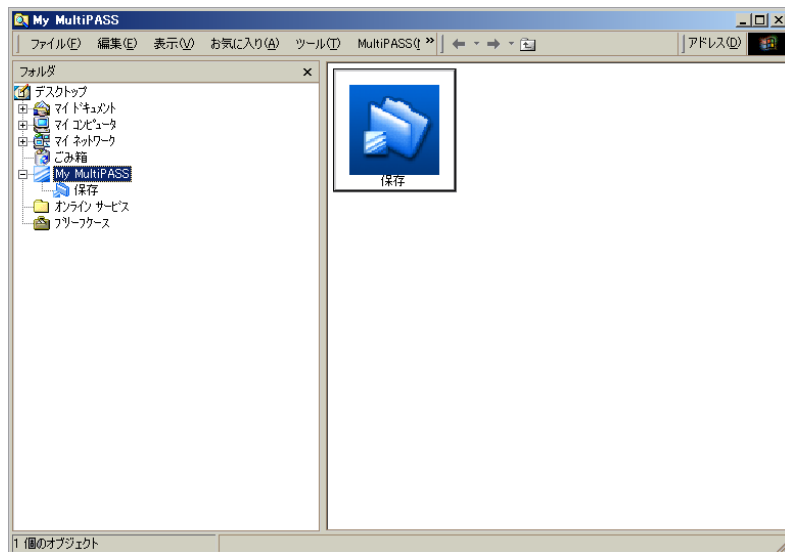 My MultiPASS
ファイル(F) 編集(E) 表示(V) お気に入り(A) ツール(T) MultiPASS( » アドレス(D)
フォルダ ×
デスクトップ
マイ ドキュメント
マイ コンピュータ
マイ ネットワーク
ごみ箱
My MultiPASS
保存
オンライン サービス
ブリーフケース
保存
1 個のオブジェクト